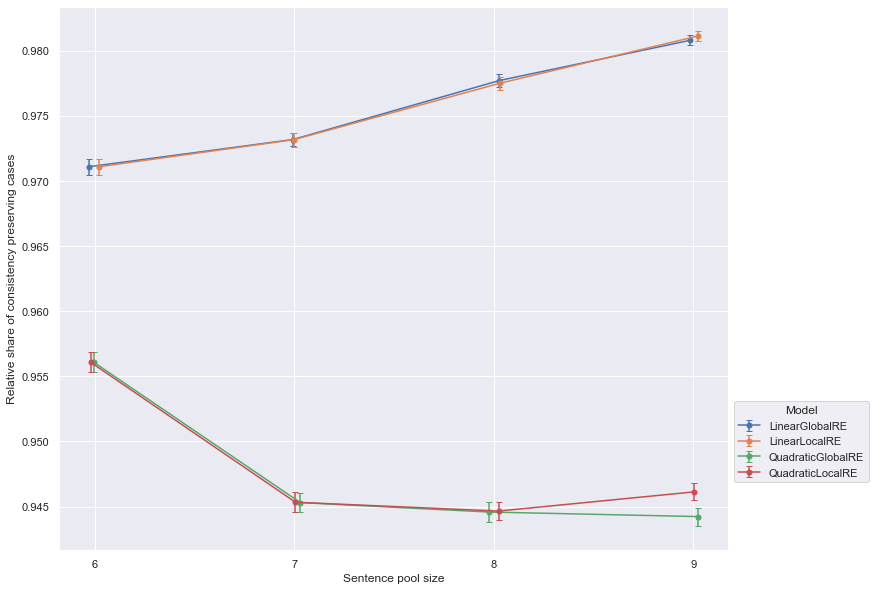 Relative share of consistency preserving cases
0.980
0.975
0.970
0.965
0.960
0.955
0.950
0.945
6
7
8
9
Sentence pool size
Model
LinearGlobalRE
LinearLocalRE
QuadraticGlobalRE
QuadraticLocalRE